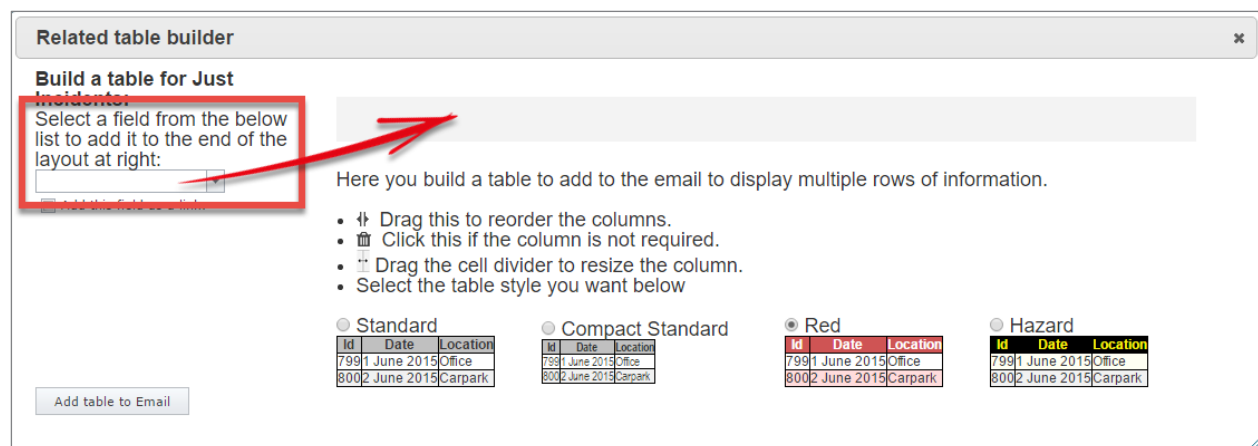 Related table builder
Build a table for Just
Incidents:
Select a field from the below
list to add it to the end of the
layout at right:
Add this field as a link.
Here you build a table to add to the email to display multiple rows of information.
Drag this to reorder the columns.
Click this if the column is not required.
Drag the cell divider to resize the column.
Select the table style you want below
Standard
Id Date Location
799 1 June 2015 Office
800 2 June 2015 Carpark
Compact Standard
Id Date Location
799 1 June 2015 Office
800 2 June 2015 Carpark
Red
Id Date Location
799 1 June 2015 Office
800 2 June 2015 Carpark
Hazard
Id Date Location
799 1 June 2015 Office
800 2 June 2015 Carpark
Add table to Email